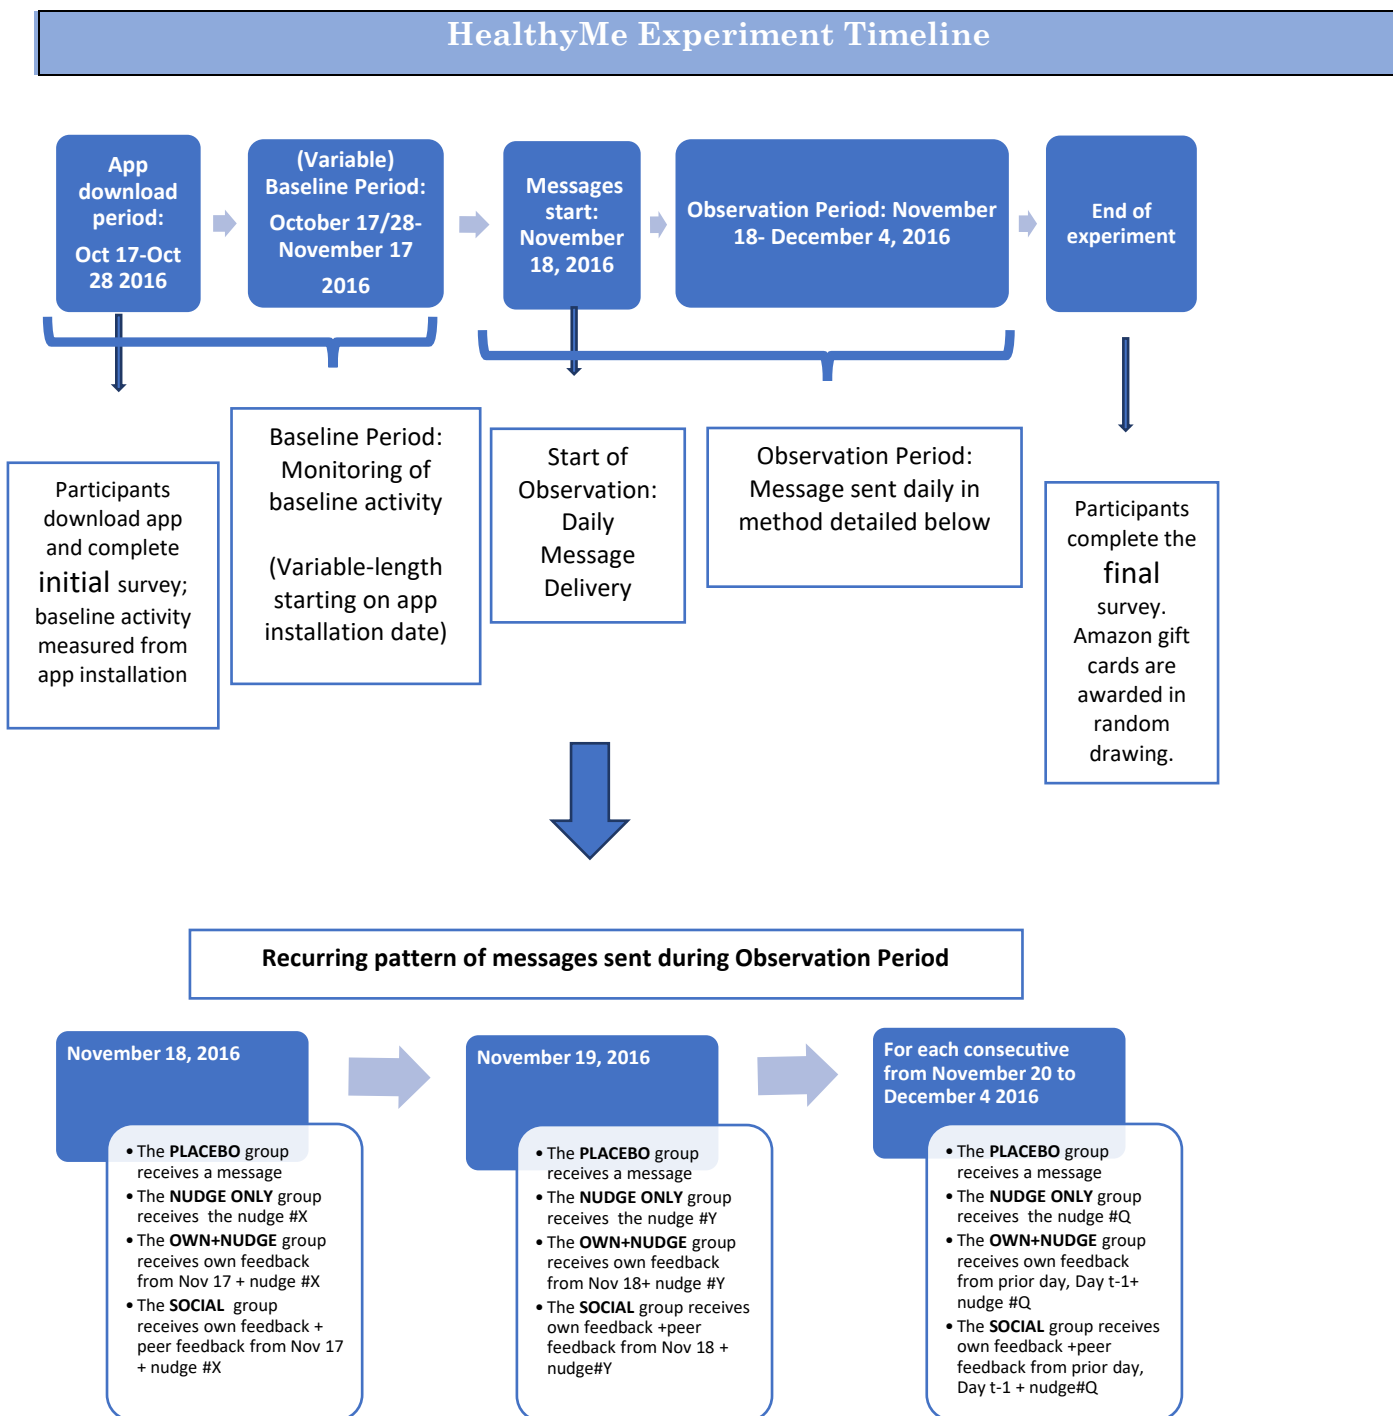 HealthyMe Experiment Timeline
App
download
period:
Oct 17-Oct
28 2016
(Variable)
Baseline Period:
October 17/28-
November 17
2016
Messages
start:
November
18, 2016
Observation Period: November
18- December 4, 2016
End of
experiment
Participants
download app
and complete
initial survey;
baseline activity
measured from
app installation
Baseline Period:
Monitoring of
baseline activity
(Variable-length
starting on app
installation date)
Start of
Observation:
Daily
Message
Delivery
Observation Period:
Message sent daily in
method detailed below
Participants
complete the
final
survey.
Amazon gift
cards are
awarded in
random
drawing.
Recurring pattern of messages sent during Observation Period
November 18, 2016
• The PLACEBO group
receives a message
• The NUDGE ONLY group
receives the nudge #X
• The OWN+NUDGE group
receives own feedback
from Nov 17 + nudge #X
• The SOCIAL group
receives own feedback +
peer feedback from Nov 17
+ nudge #X
November 19, 2016
• The PLACEBO group
receives a message
• The NUDGE ONLY group
receives the nudge #Y
• The OWN+NUDGE group
receives own feedback
from Nov 18+ nudge #Y
• The SOCIAL group receives
own feedback +peer
feedback from Nov 18 +
nudge#Y
For each consecutive
from November 20 to
December 4 2016
• The PLACEBO group
receives a message
• The NUDGE ONLY group
receives the nudge #Q
• The OWN+NUDGE group
receives own feedback
from prior day, Day t-1+
nudge #Q
• The SOCIAL group receives
own feedback +peer
feedback from prior day,
Day t-1 + nudge#Q